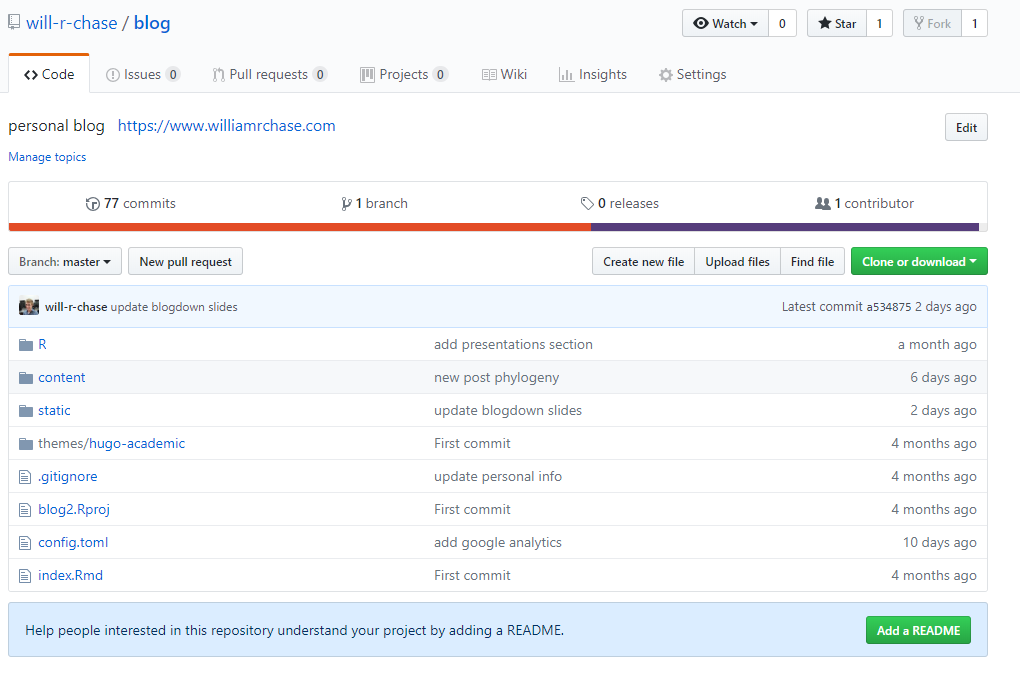 will-r-chase / blog
Watch 0 Star 1 Fork 1
Code Issues 0 Pull requests 0 Projects 0 Wiki Insights Settings
personal blog https://www.williamrchase.com Edit
Manage topics
77 commits 1 branch 0 releases 1 contributor
Branch: master New pull request Create new file Upload files Find file Clone or download
will-r-chase update blogdown slides Latest commit a534875 2 days ago
R add presentations section a month ago
content new post phylogeny 6 days ago
static update blogdown slides 2 days ago
themes/hugo-academic First commit 4 months ago
.gitignore update personal info 4 months ago
blog2.Rproj First commit 4 months ago
config.toml add google analytics 10 days ago
index.Rmd First commit 4 months ago
Help people interested in this repository understand your project by adding a README. Add a README